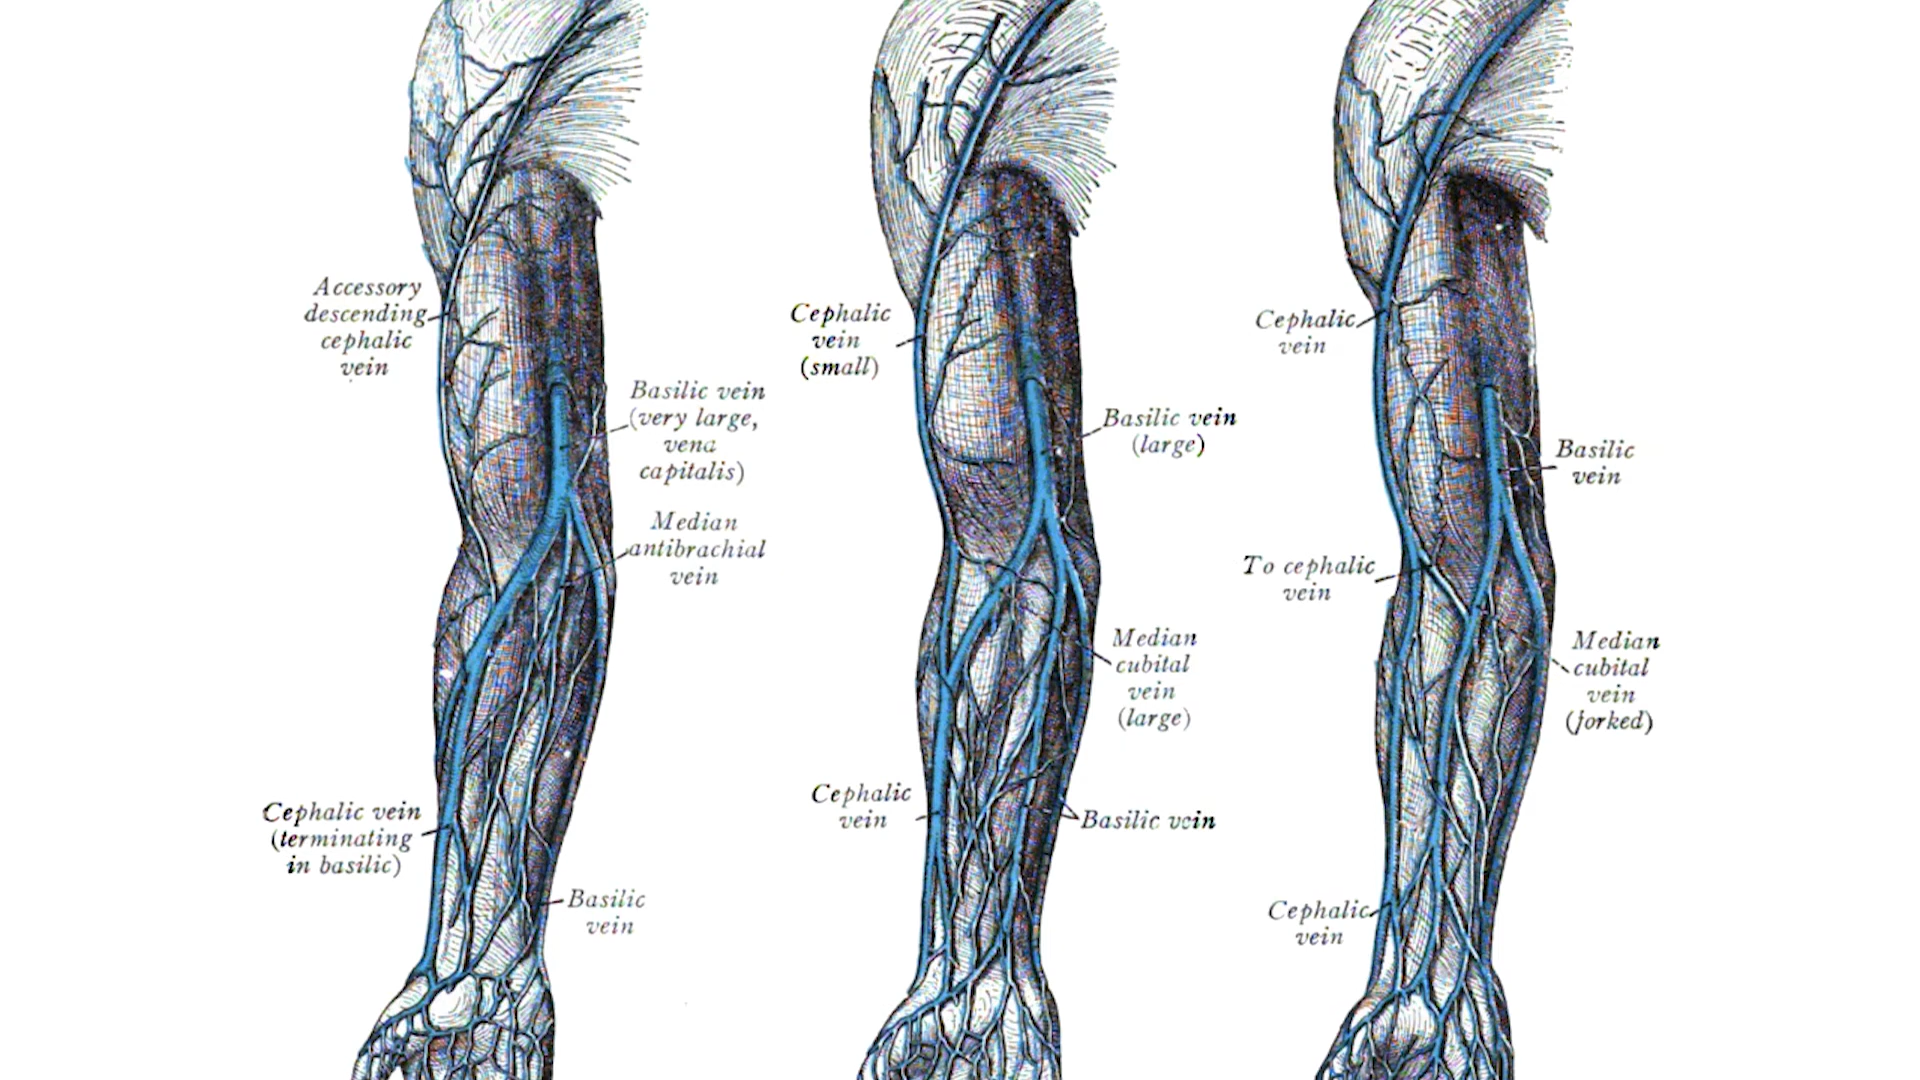 Accessory
descending
cephalic
vein
Basilic vein
(very large,
vena
capitalis)
Median
antibrachial
vein
Cephalic vein
(terminating
in basilic)
Basilic
vein
Cephalic
vein
(small)
Basilic vein
(large)
Median
cubital
vein
(large)
Cephalic
vein
Basilic vein
Cephalic
vein
Basilic
vein
To cephalic
vein
Median
cubital
vein
(forked)
Cephalic
vein